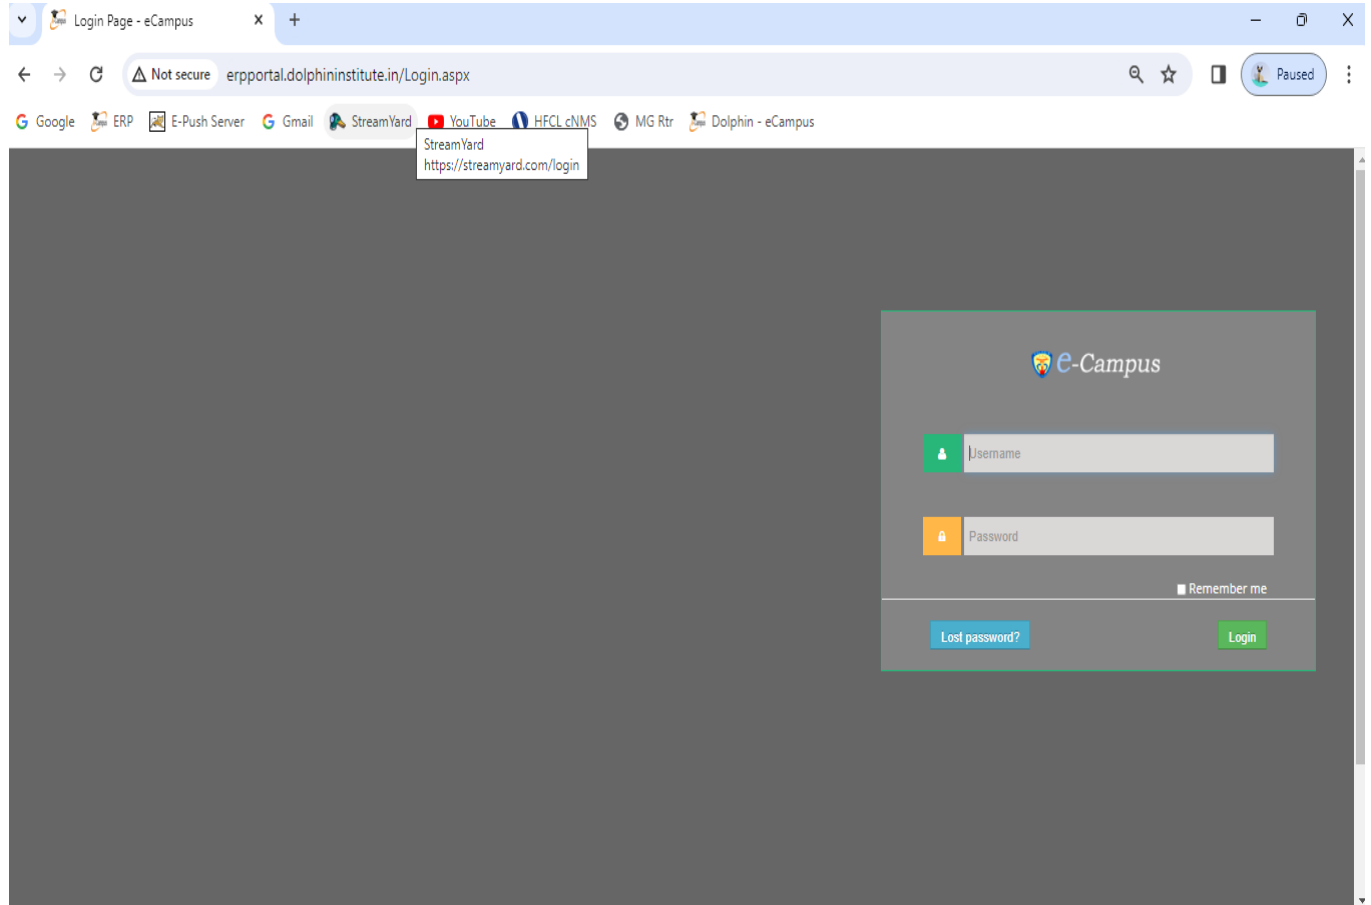 Login Page - eCampus
Not secure erpportal.dolphininstitute.in/Login.aspx Paused
Google ERP E-Push Server Gmail StreamYard YouTube HFCL cNMS MG Rtr Dolphin - eCampus
StreamYard
https://streamyard.com/login
e-Campus
Username
Password
Remember me
Lost password? Login